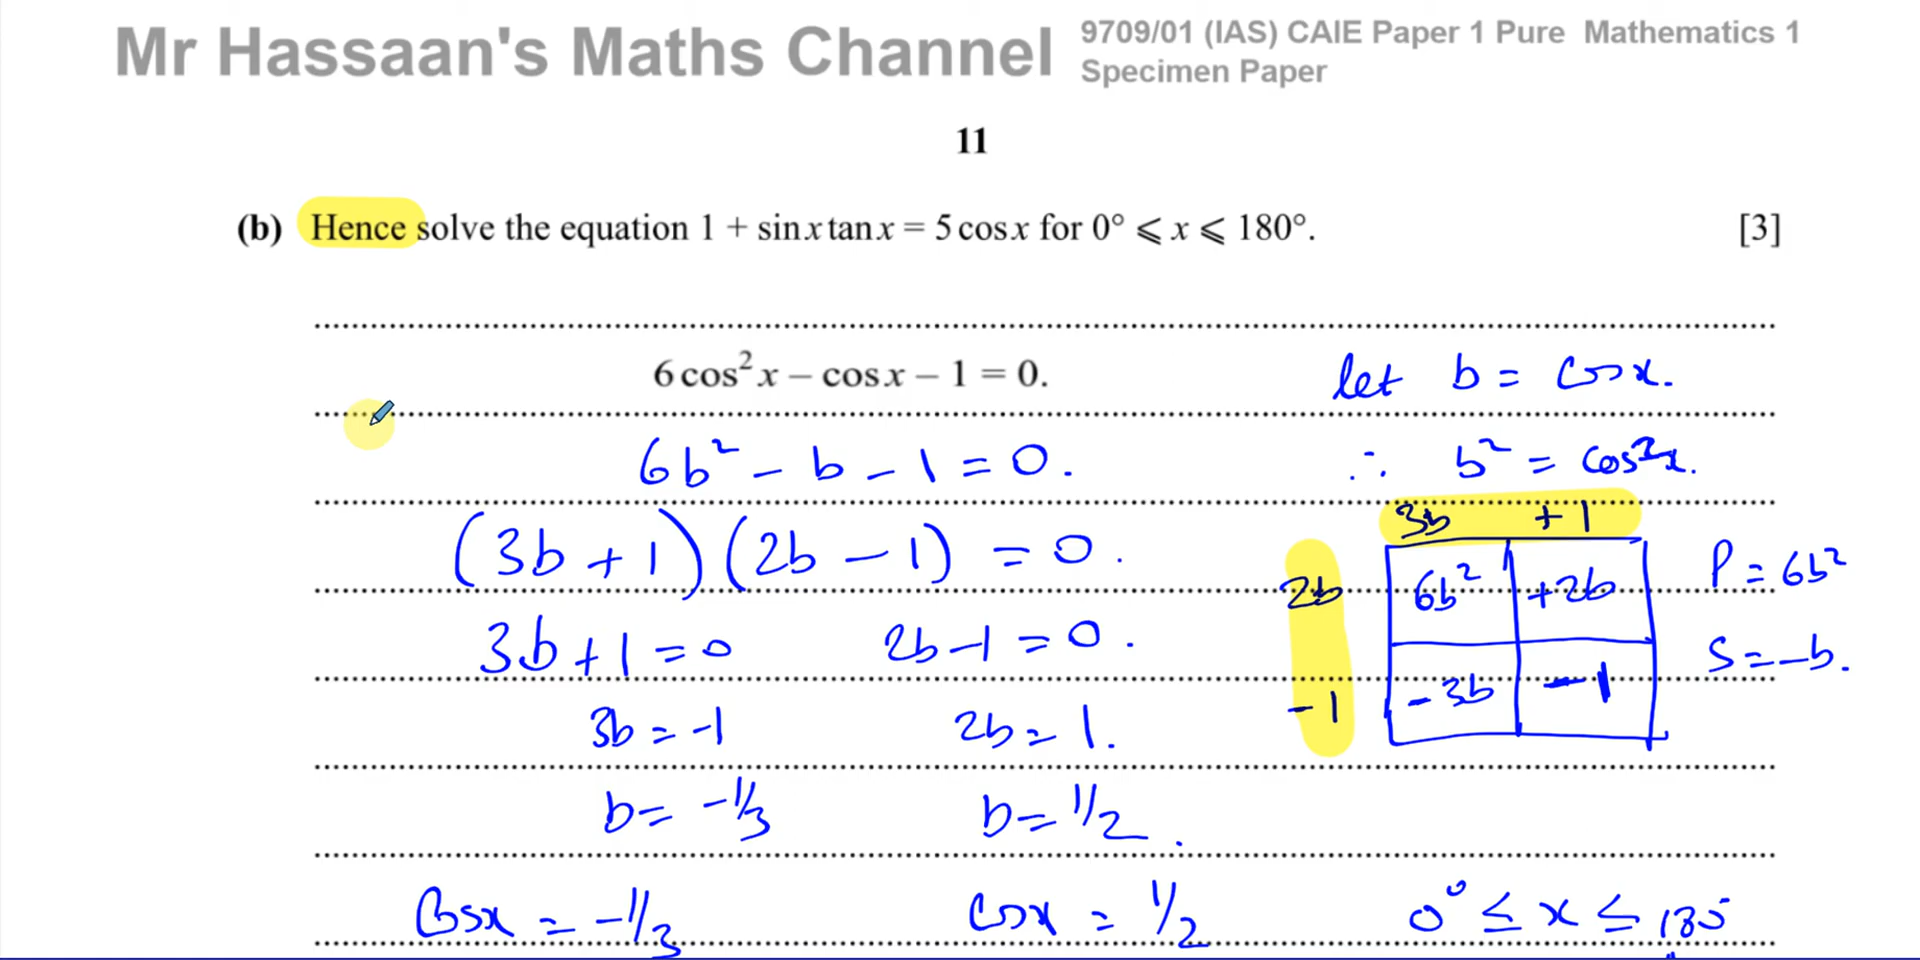 Mr Hassaan's Maths Channel
9709/01 (IAS) CAIE Paper 1 Pure Mathematics 1
Specimen Paper
11
(b) Hence solve the equation 1 + sin x tan x = 5 cos x for 0° ⩽ x ⩽ 180°. [3]
6 cos² x − cos x − 1 = 0.
let b = cos x.
6b² − b − 1 = 0.
∴ b² = cos²x.
(3b + 1)(2b − 1) = 0.
3b + 1
2b 6b² +2b
-1 -3b -1
P = 6b²
S = -b.
3b + 1 = 0 2b − 1 = 0.
3b = -1 2b = 1.
b = -1/3 b = 1/2.
Cosx = -1/3 cosx = 1/2 0° ≤ x ≤ 180